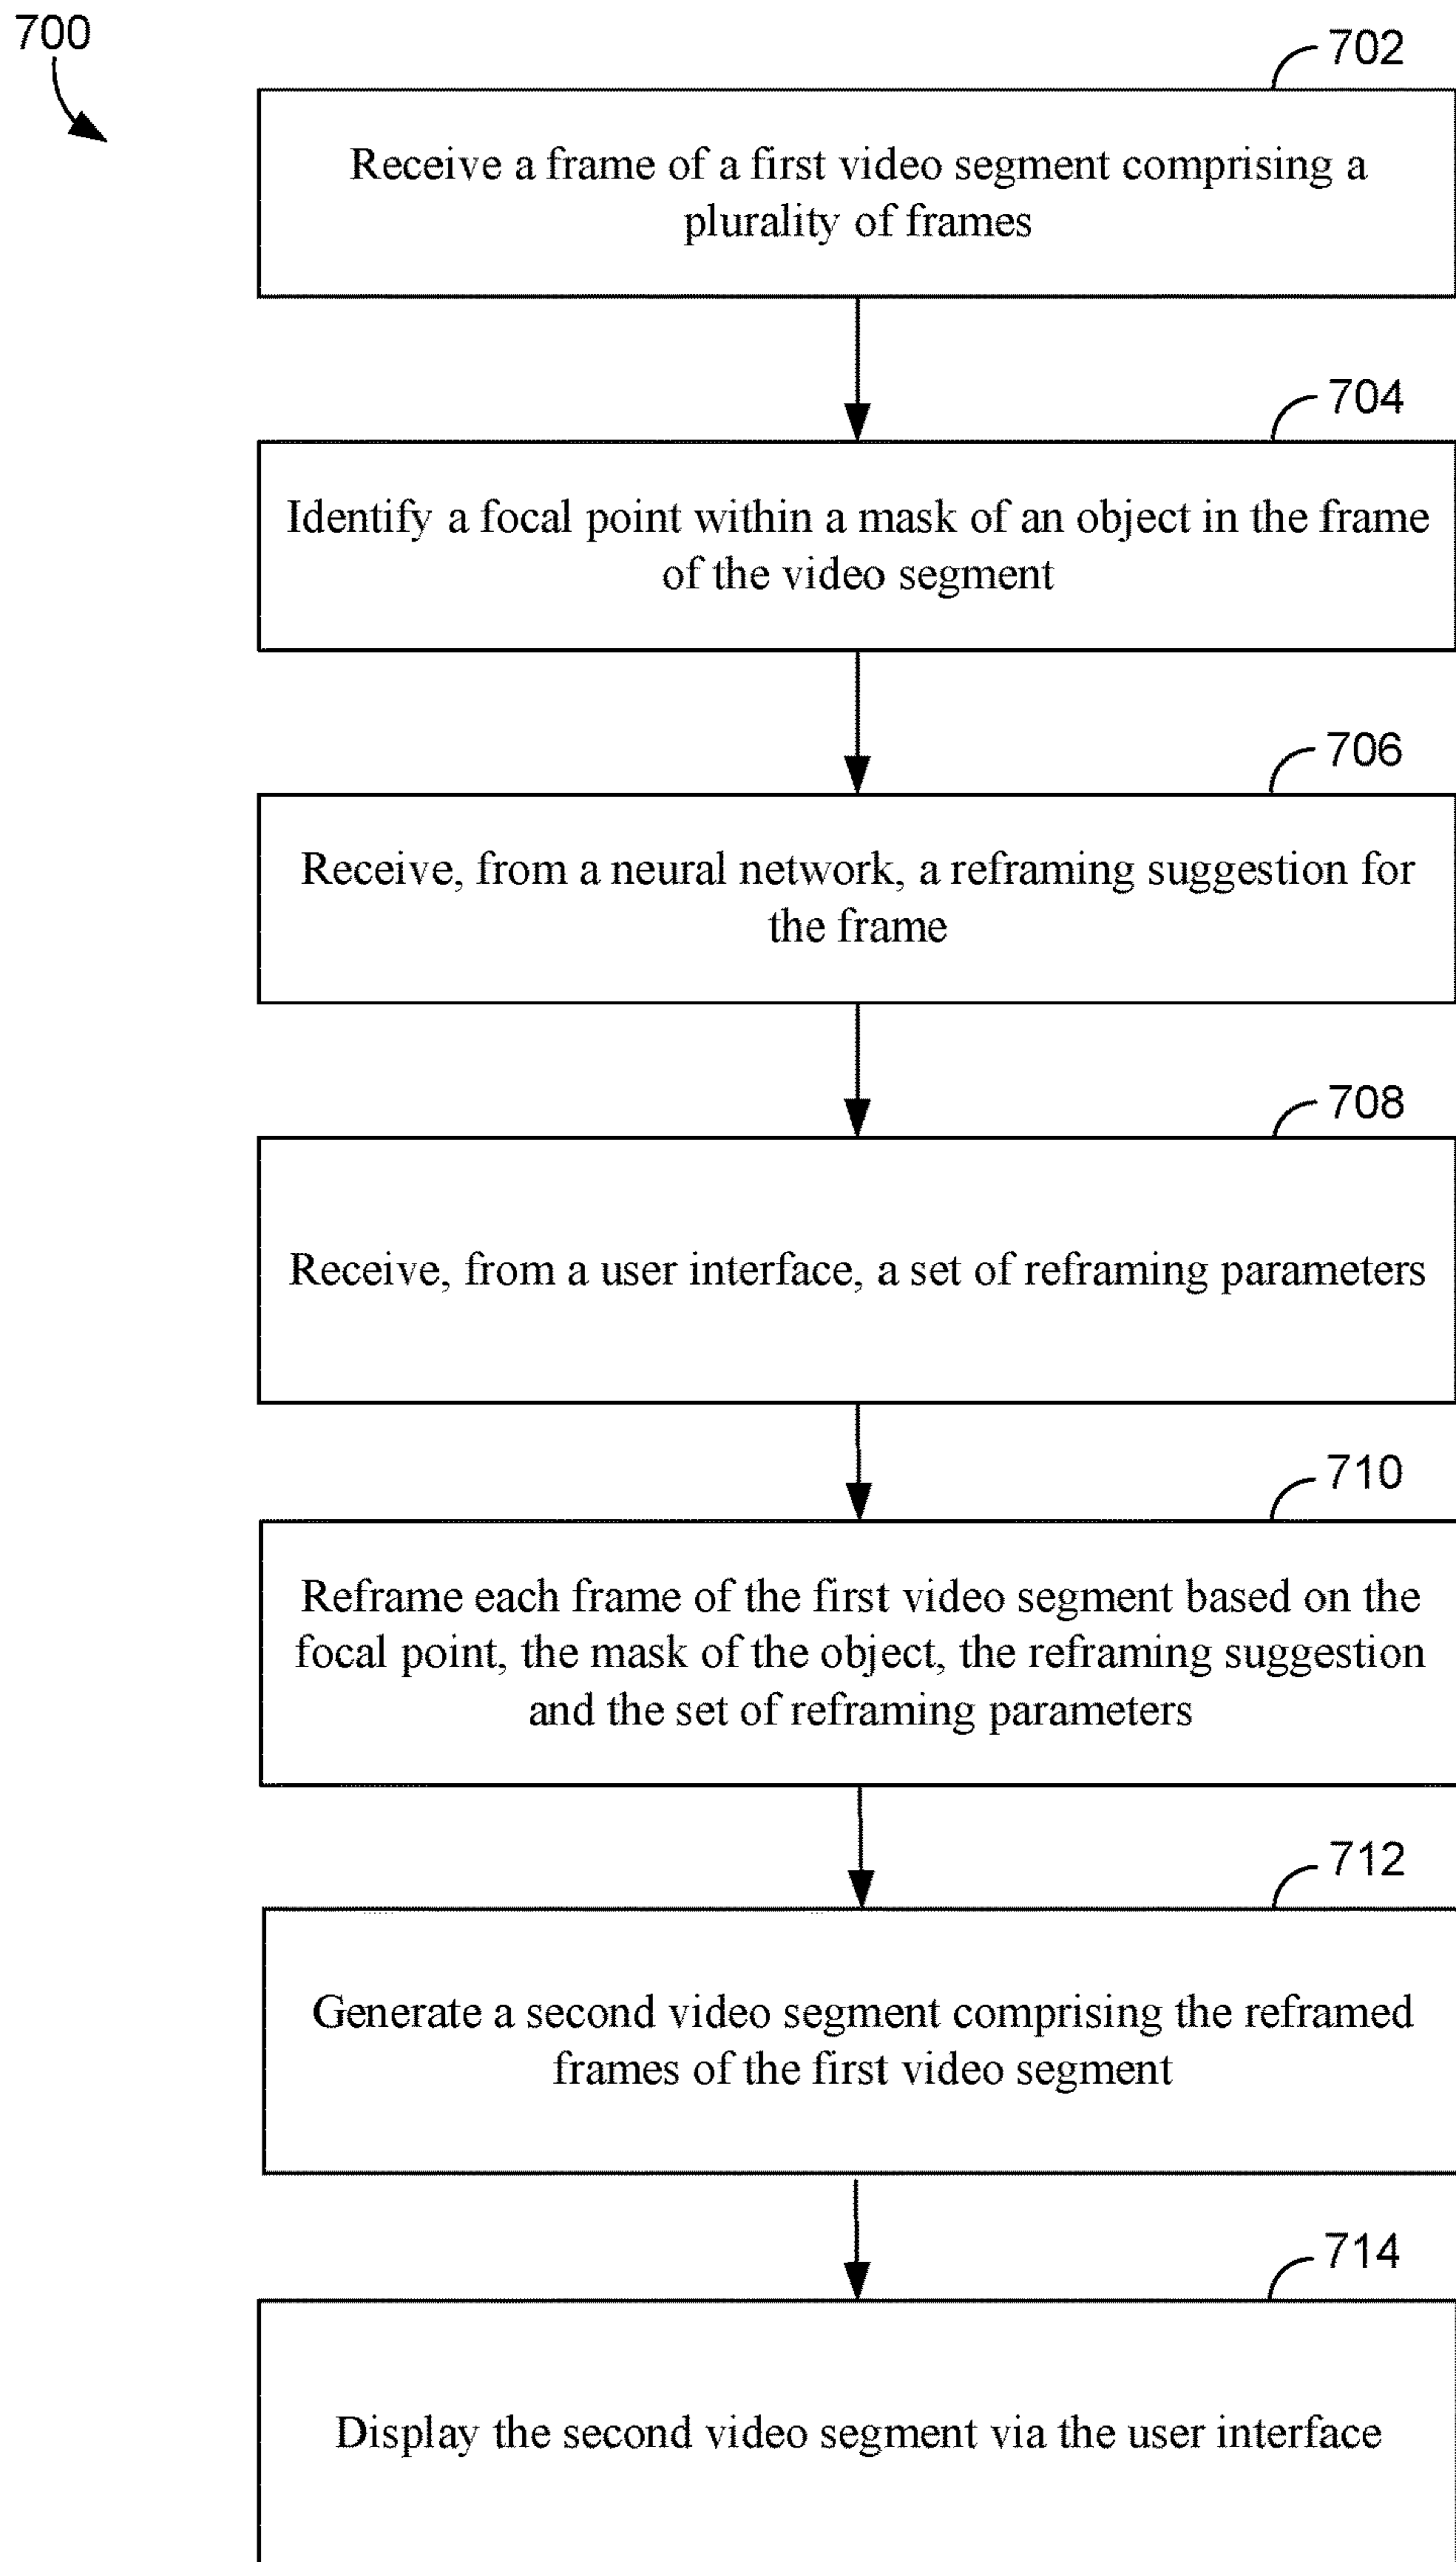 700
702
Receive a frame of a first video segment comprising a
plurality of frames
704
Identify a focal point within a mask of an object in the frame
of the video segment
706
Receive, from a neural network, a reframing suggestion for
the frame
708
Receive, from a user interface, a set of reframing parameters
710
Reframe each frame of the first video segment based on the
focal point, the mask of the object, the reframing suggestion
and the set of reframing parameters
712
Generate a second video segment comprising the reframed
frames of the first video segment
714
Display the second video segment via the user interface